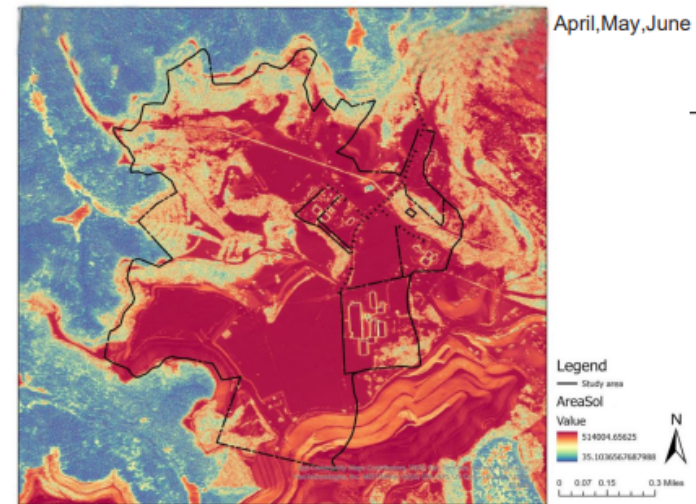 April,May,June
Legend
Study area
AreaSol
Value
514004.65625
35.1036567687988
N
0 0.07 0.15 0.3 Miles